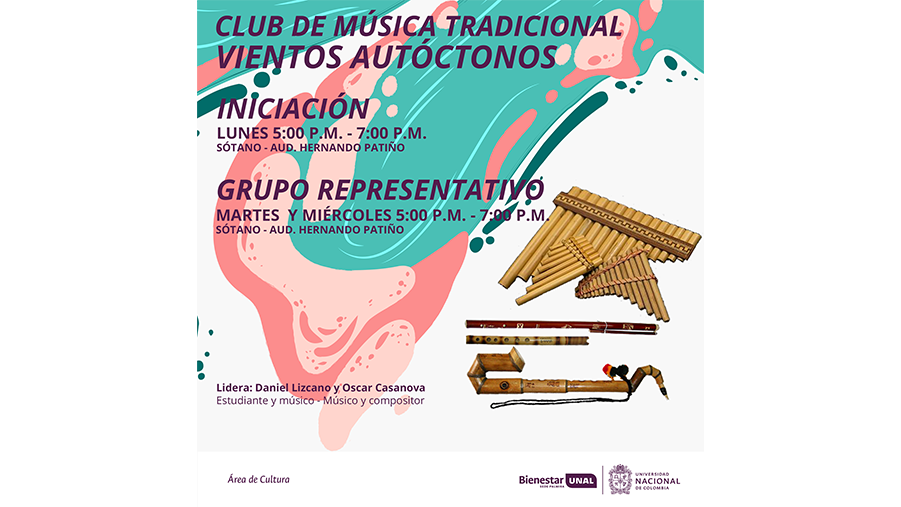 CLUB DE MÚSICA TRADICIONAL
VIENTOS AUTÓCTONOS
INICIACIÓN
LUNES 5:00 P.M. - 7:00 P.M.
SÓTANO - AUD. HERNANDO PATIÑO
GRUPO REPRESENTATIVO
MARTES Y MIÉRCOLES 5:00 P.M. - 7:00 P.M.
SÓTANO - AUD. HERNANDO PATIÑO
Lidera: Daniel Lizcano y Oscar Casanova
Estudiante y músico - Músico y compositor
Área de Cultura
Bienestar UNAL
SEDE PALMIRA
UNIVERSIDAD
NACIONAL
DE COLOMBIA